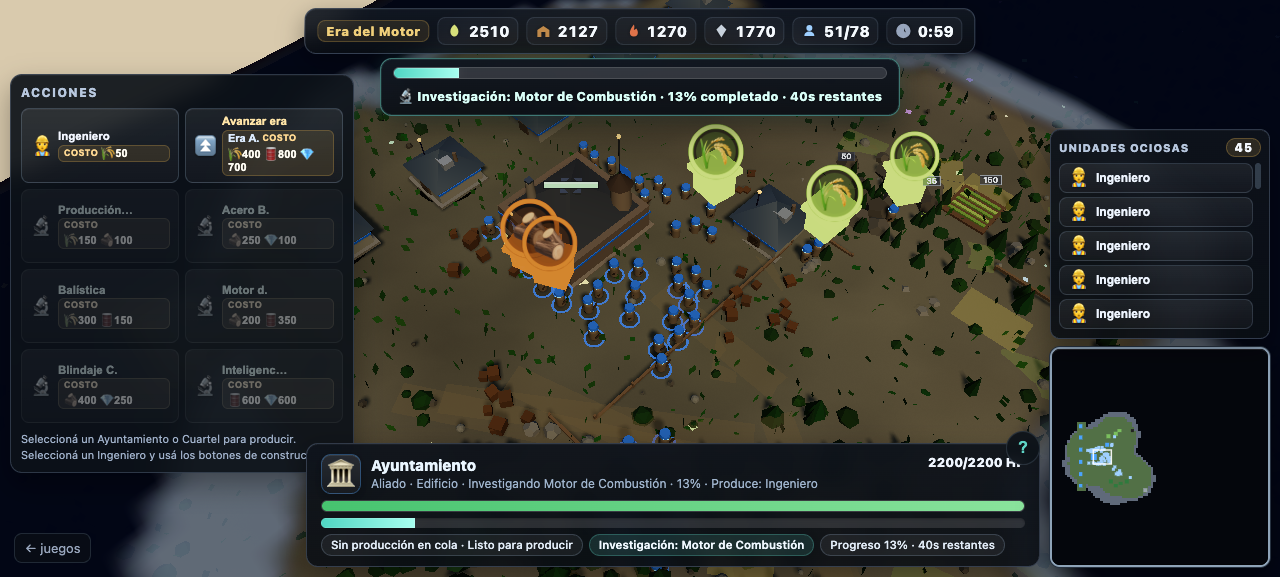 Era del Motor 2510 2127 1270 1770 51/78 0:59
Investigación: Motor de Combustión · 13% completado · 40s restantes
ACCIONES
Ingeniero
COSTO 50
Avanzar era
Era A. COSTO
400 800
700
Producción...
COSTO
150 100
Acero B.
COSTO
250 100
Balística
COSTO
300 150
Motor d.
COSTO
200 350
Blindaje C.
COSTO
400 250
Inteligenc...
COSTO
600 600
Seleccioná un Ayuntamiento o Cuartel para producir.
Seleccioná un Ingeniero y usá los botones de construc
50
36
150
UNIDADES OCIOSAS 45
Ingeniero
Ingeniero
Ingeniero
Ingeniero
Ingeniero
?
Ayuntamiento
2200/2200 HP
Aliado · Edificio · Investigando Motor de Combustión · 13% · Produce: Ingeniero
Sin producción en cola · Listo para producir
Investigación: Motor de Combustión
Progreso 13% · 40s restantes
← juegos